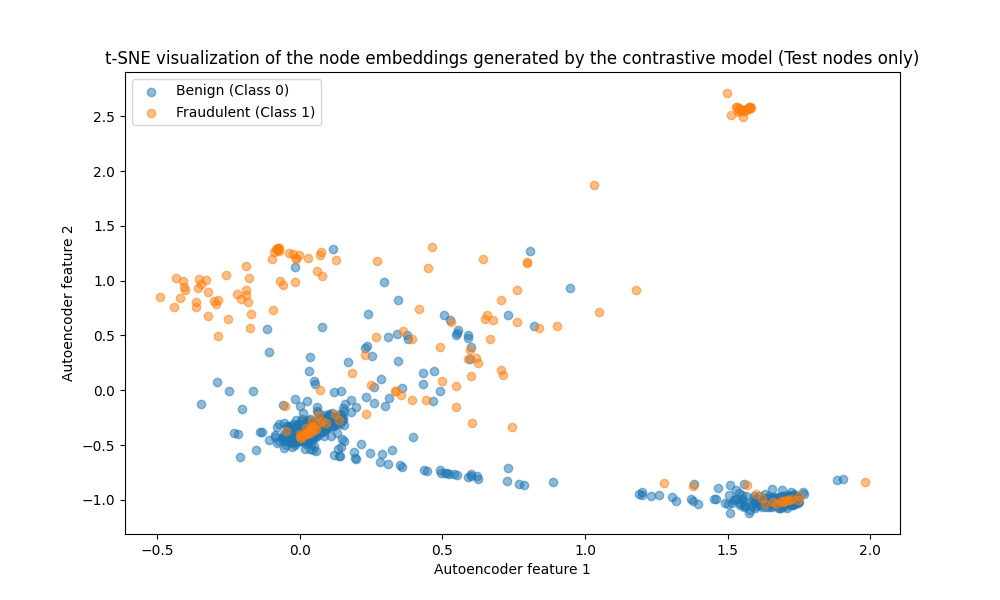 t-SNE visualization of the node embeddings generated by the contrastive model (Test nodes only)
Benign (Class 0)
Fraudulent (Class 1)
2.5
2.0
1.5
1.0
0.5
0.0
−0.5
−1.0
Autoencoder feature 2
−0.5
0.0
0.5
1.0
1.5
2.0
Autoencoder feature 1